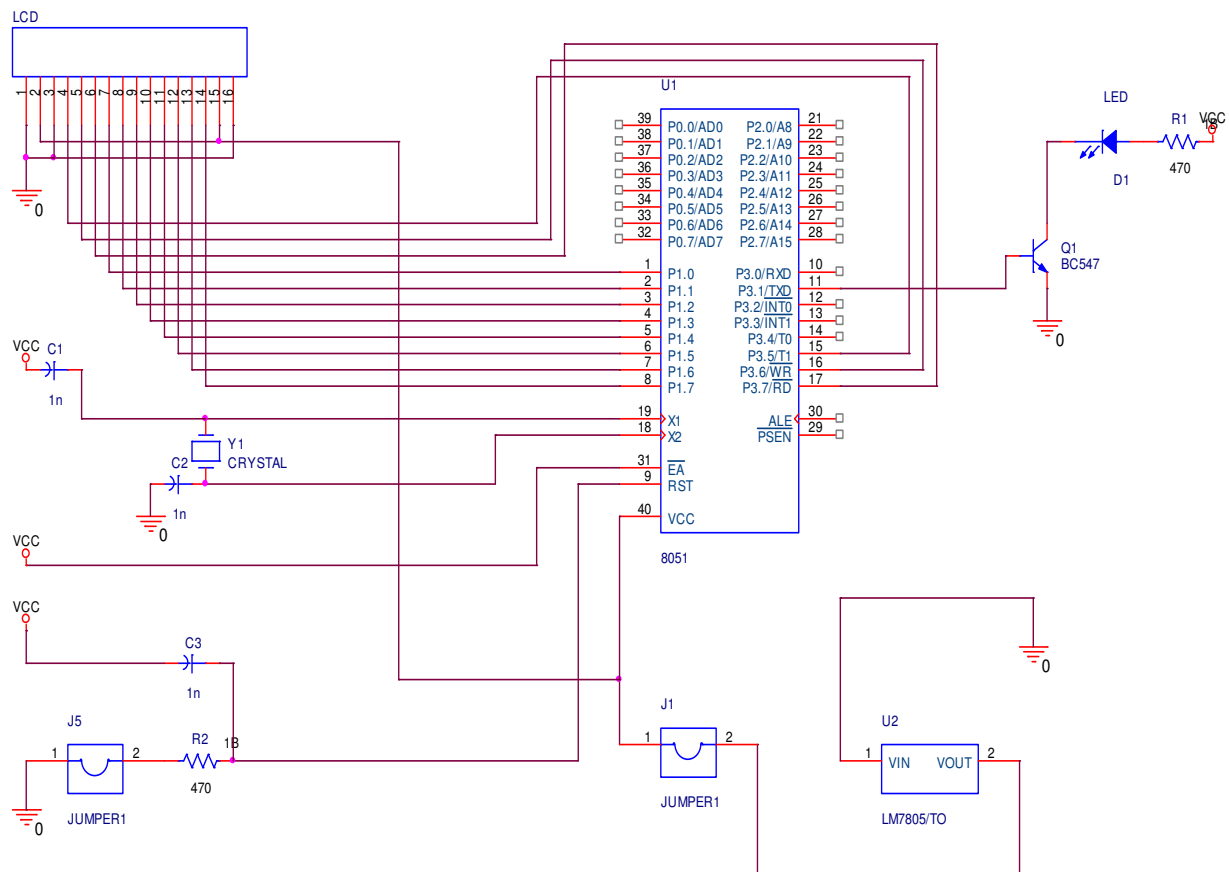 LCD
1 2 3 4 5 6 7 8 9 10 11 12 13 14 15 16
0
U1
39 P0.0/AD0 P2.0/A8 21
38 P0.1/AD1 P2.1/A9 22
37 P0.2/AD2 P2.2/A10 23
36 P0.3/AD3 P2.3/A11 24
35 P0.4/AD4 P2.4/A12 25
34 P0.5/AD5 P2.5/A13 26
33 P0.6/AD6 P2.6/A14 27
32 P0.7/AD7 P2.7/A15 28
1 P1.0 P3.0/RXD 10
2 P1.1 P3.1/TXD 11
3 P1.2 P3.2/INT0 12
4 P1.3 P3.3/INT1 13
5 P1.4 P3.4/T0 14
6 P1.5 P3.5/T1 15
7 P1.6 P3.6/WR 16
8 P1.7 P3.7/RD 17
19 X1 ALE 30
18 X2 PSEN 29
31 EA
9 RST
40 VCC
8051
LED
D1
R1
470
1B
VCC
Q1
BC547
0
VCC
C1
1n
Y1
CRYSTAL
C2
1n
0
VCC
VCC
C3
1n
J5
1 2
JUMPER1
0
R2
1B
470
J1
1 2
JUMPER1
0
U2
1 VIN VOUT 2
LM7805/TO